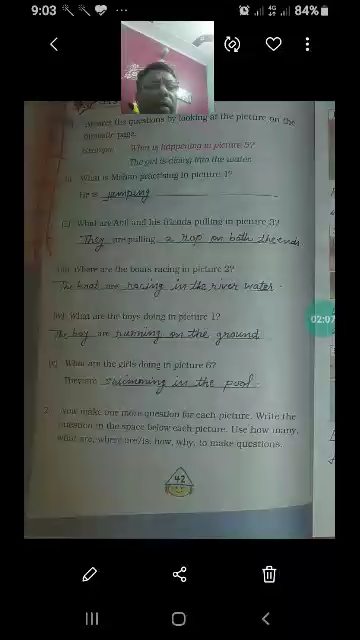 9:03 ... 4G 84%
Answer the questions by looking at the picture on the
opposite page.
Example: What is happening in picture 5?
The girl is diving into the water.
(i) What is Mohan practising in picture 4?
He is jumping
(ii) What are Anil and his friends pulling in picture 3?
They are pulling a rop on both the ends.
(iii) Where are the boats racing in picture 2?
The boat are racing in the river water.
(iv) What are the boys doing in picture 1?
The boy are running on the ground
(v) What are the girls doing in picture 6?
They are swimming in the pool.
2. You make one more question for each picture. Write the
question in the space below each picture. Use how many,
what are, where are/is, how, why, to make questions.
42
02:07